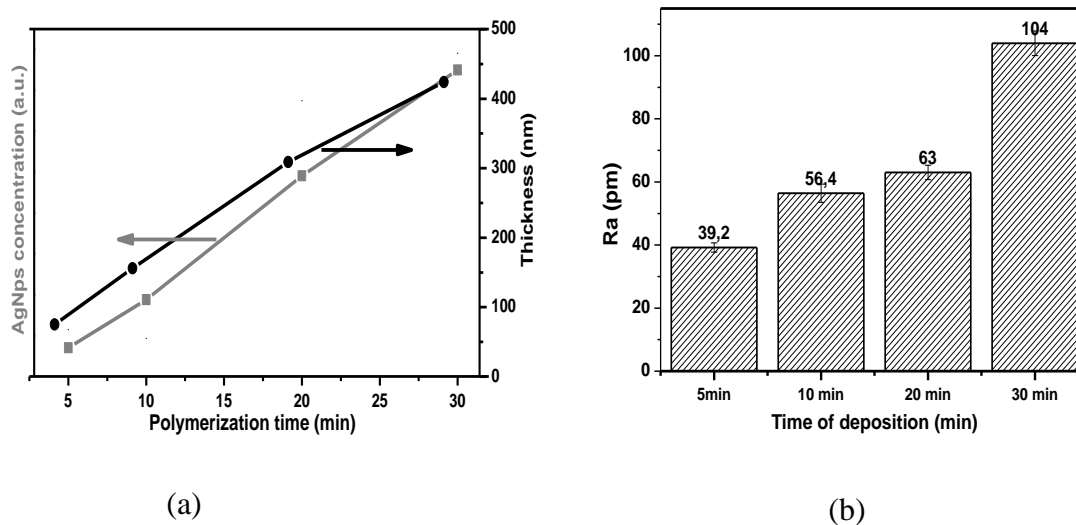 AgNps concentration (a.u.)
500
400
300
200
100
0
Thickness (nm)
5 10 15 20 25 30
Polymerization time (min)
(a)
Ra (pm)
100
80
60
40
20
0
39,2
56,4
63
104
5min 10 min 20 min 30 min
Time of deposition (min)
(b)